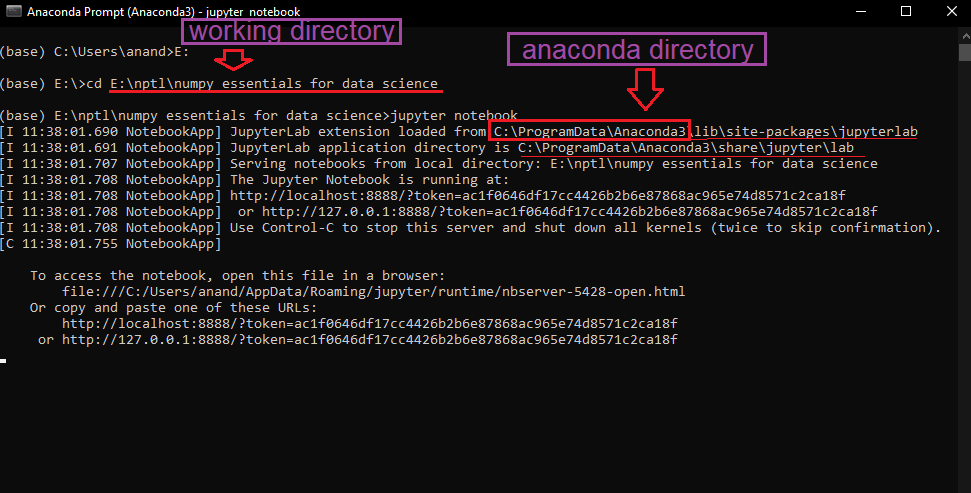 Anaconda Prompt (Anaconda3) - jupyter notebook
working directory
(base) C:\Users\anand>E:
anaconda directory
(base) E:\>cd E:\nptl\numpy essentials for data science
(base) E:\nptl\numpy essentials for data science>jupyter notebook
[I 11:38:01.690 NotebookApp] JupyterLab extension loaded from C:\ProgramData\Anaconda3\lib\site-packages\jupyterlab
[I 11:38:01.691 NotebookApp] JupyterLab application directory is C:\ProgramData\Anaconda3\share\jupyter\lab
[I 11:38:01.707 NotebookApp] Serving notebooks from local directory: E:\nptl\numpy essentials for data science
[I 11:38:01.708 NotebookApp] The Jupyter Notebook is running at:
[I 11:38:01.708 NotebookApp] http://localhost:8888/?token=ac1f0646df17cc4426b2b6e87868ac965e74d8571c2ca18f
[I 11:38:01.708 NotebookApp]  or http://127.0.0.1:8888/?token=ac1f0646df17cc4426b2b6e87868ac965e74d8571c2ca18f
[I 11:38:01.708 NotebookApp] Use Control-C to stop this server and shut down all kernels (twice to skip confirmation).
[C 11:38:01.755 NotebookApp]
To access the notebook, open this file in a browser:
file:///C:/Users/anand/AppData/Roaming/jupyter/runtime/nbserver-5428-open.html
Or copy and paste one of these URLs:
http://localhost:8888/?token=ac1f0646df17cc4426b2b6e87868ac965e74d8571c2ca18f
or http://127.0.0.1:8888/?token=ac1f0646df17cc4426b2b6e87868ac965e74d8571c2ca18f